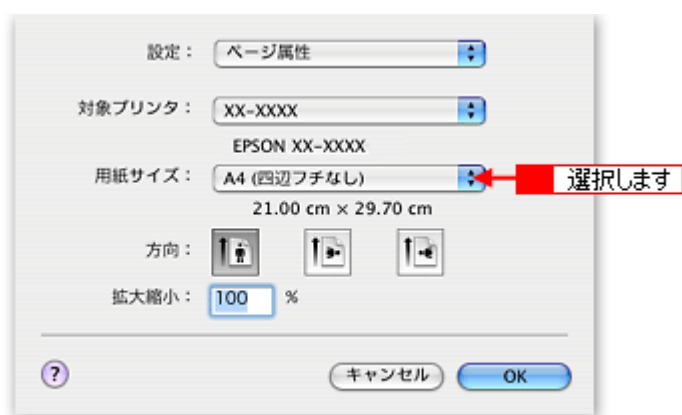 設定： ページ属性
対象プリンタ： XX-XXXX
EPSON XX-XXXX
用紙サイズ： A4 (四辺フチなし) 選択します
21.00 cm × 29.70 cm
方向：
拡大縮小： 100 %
? キャンセル OK